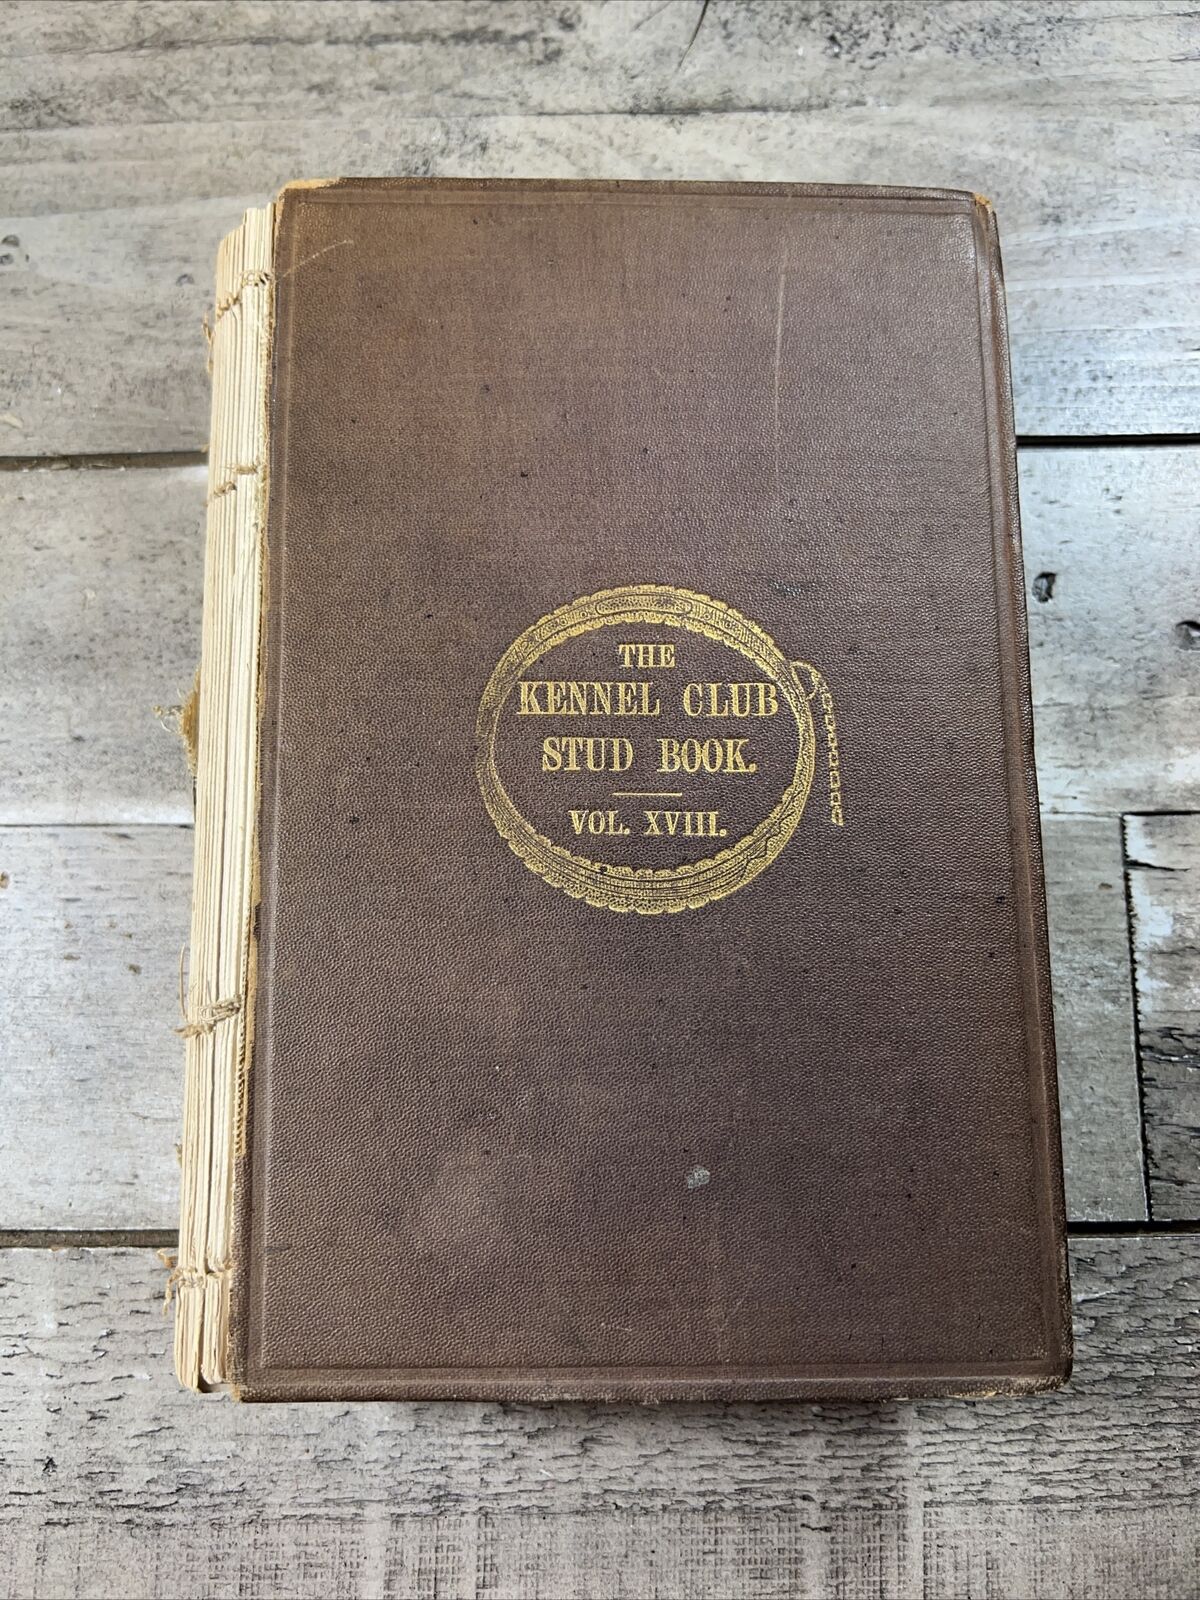 THE
KENNEL CLUB
STUD BOOK.
VOL. XVIII.